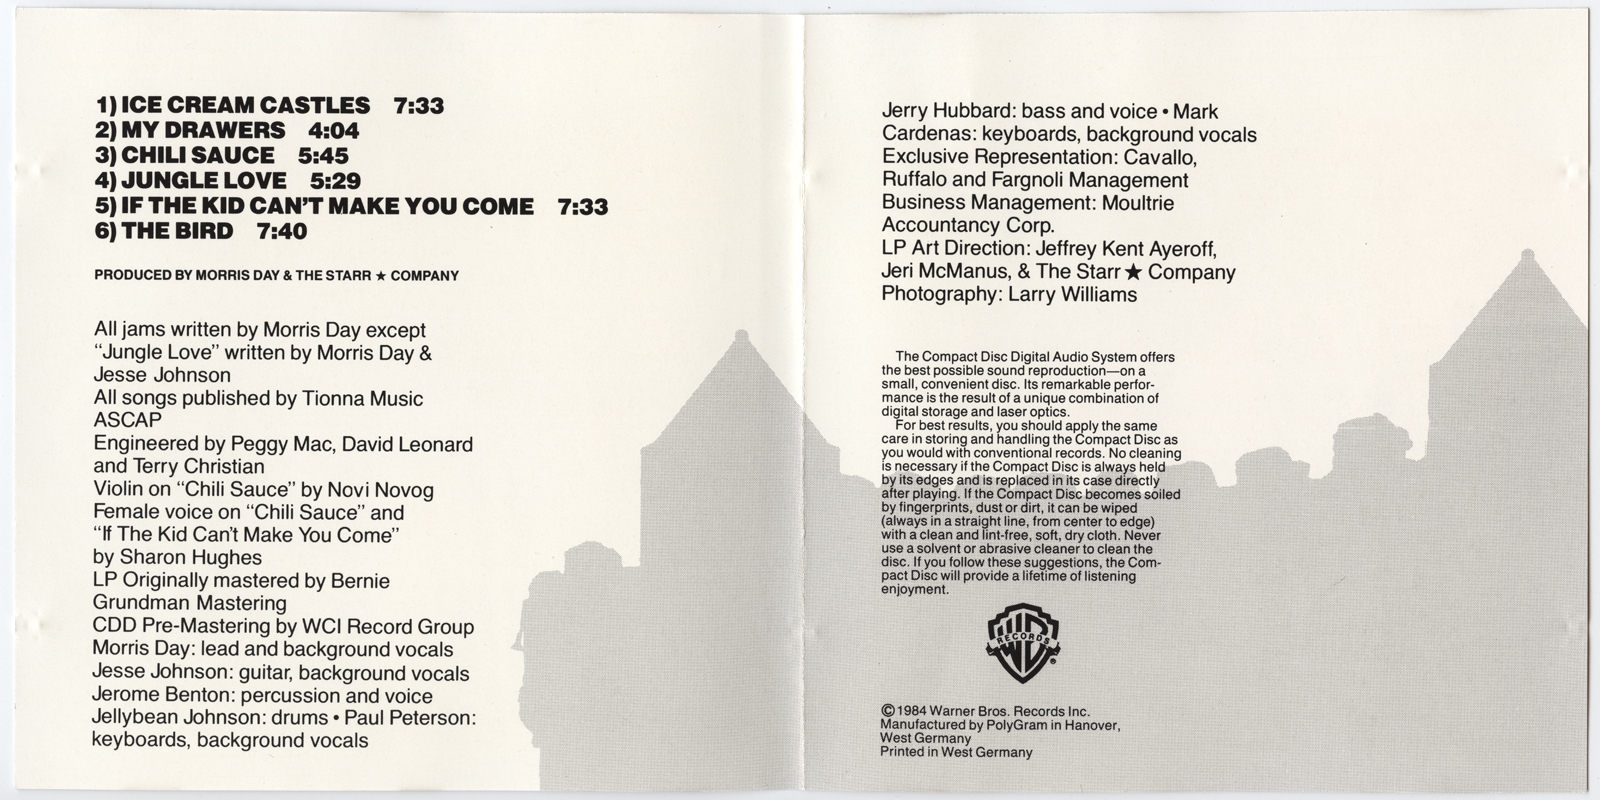 1) ICE CREAM CASTLES 7:33
2) MY DRAWERS 4:04
3) CHILI SAUCE 5:45
4) JUNGLE LOVE 5:29
5) IF THE KID CAN'T MAKE YOU COME 7:33
6) THE BIRD 7:40
PRODUCED BY MORRIS DAY & THE STARR ★ COMPANY
All jams written by Morris Day except
“Jungle Love” written by Morris Day &
Jesse Johnson
All songs published by Tionna Music
ASCAP
Engineered by Peggy Mac, David Leonard
and Terry Christian
Violin on “Chili Sauce” by Novi Novog
Female voice on “Chili Sauce” and
“If The Kid Can't Make You Come”
by Sharon Hughes
LP Originally mastered by Bernie
Grundman Mastering
CDD Pre-Mastering by WCI Record Group
Morris Day: lead and background vocals
Jesse Johnson: guitar, background vocals
Jerome Benton: percussion and voice
Jellybean Johnson: drums • Paul Peterson:
keyboards, background vocals
Jerry Hubbard: bass and voice • Mark
Cardenas: keyboards, background vocals
Exclusive Representation: Cavallo,
Ruffalo and Fargnoli Management
Business Management: Moultrie
Accountancy Corp.
LP Art Direction: Jeffrey Kent Ayeroff,
Jeri McManus, & The Starr ★ Company
Photography: Larry Williams
The Compact Disc Digital Audio System offers
the best possible sound reproduction—on a
small, convenient disc. Its remarkable perfor-
mance is the result of a unique combination of
digital storage and laser optics.
For best results, you should apply the same
care in storing and handling the Compact Disc as
you would with conventional records. No cleaning
is necessary if the Compact Disc is always held
by its edges and is replaced in its case directly
after playing. If the Compact Disc becomes soiled
by fingerprints, dust or dirt, it can be wiped
(always in a straight line, from center to edge)
with a clean and lint-free, soft, dry cloth. Never
use a solvent or abrasive cleaner to clean the
disc. If you follow these suggestions, the Com-
pact Disc will provide a lifetime of listening
enjoyment.
WB RECORDS ®
© 1984 Warner Bros. Records Inc.
Manufactured by PolyGram in Hanover,
West Germany
Printed in West Germany